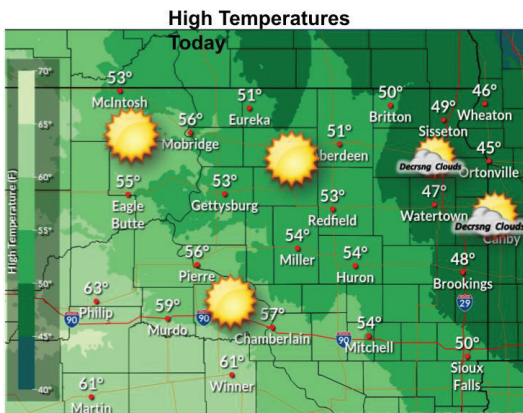 High Temperatures
Today
70°
65°
60°
55°
50°
45°
40°
High Temperature (F)
53°
McIntosh
56°
Mobridge
51°
Eureka
50°
Britton
49°
Sisseton
46°
Wheaton
51°
berdeen
Decrsng Clouds
45°
Ortonville
55°
Eagle
Butte
53°
Gettysburg
53°
Redfield
47°
Watertown
Decrsng Clouds
Canby
56°
Pierre
54°
Miller
54°
Huron
48°
Brookings
29
63°
Philip
90
59°
Murdo
90
57°
Chamberlain
54°
90
Mitchell
50°
Sioux
Falls
61°
Winner
61°
Martin